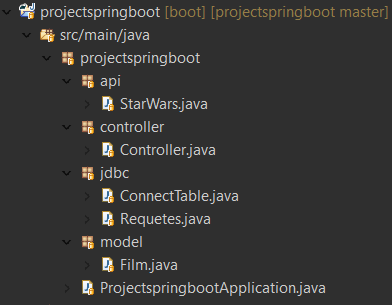 projectspringboot [boot] [projectspringboot master]
src/main/java
projectspringboot
api
StarWars.java
controller
Controller.java
jdbc
ConnectTable.java
Requetes.java
model
Film.java
ProjectspringbootApplication.java